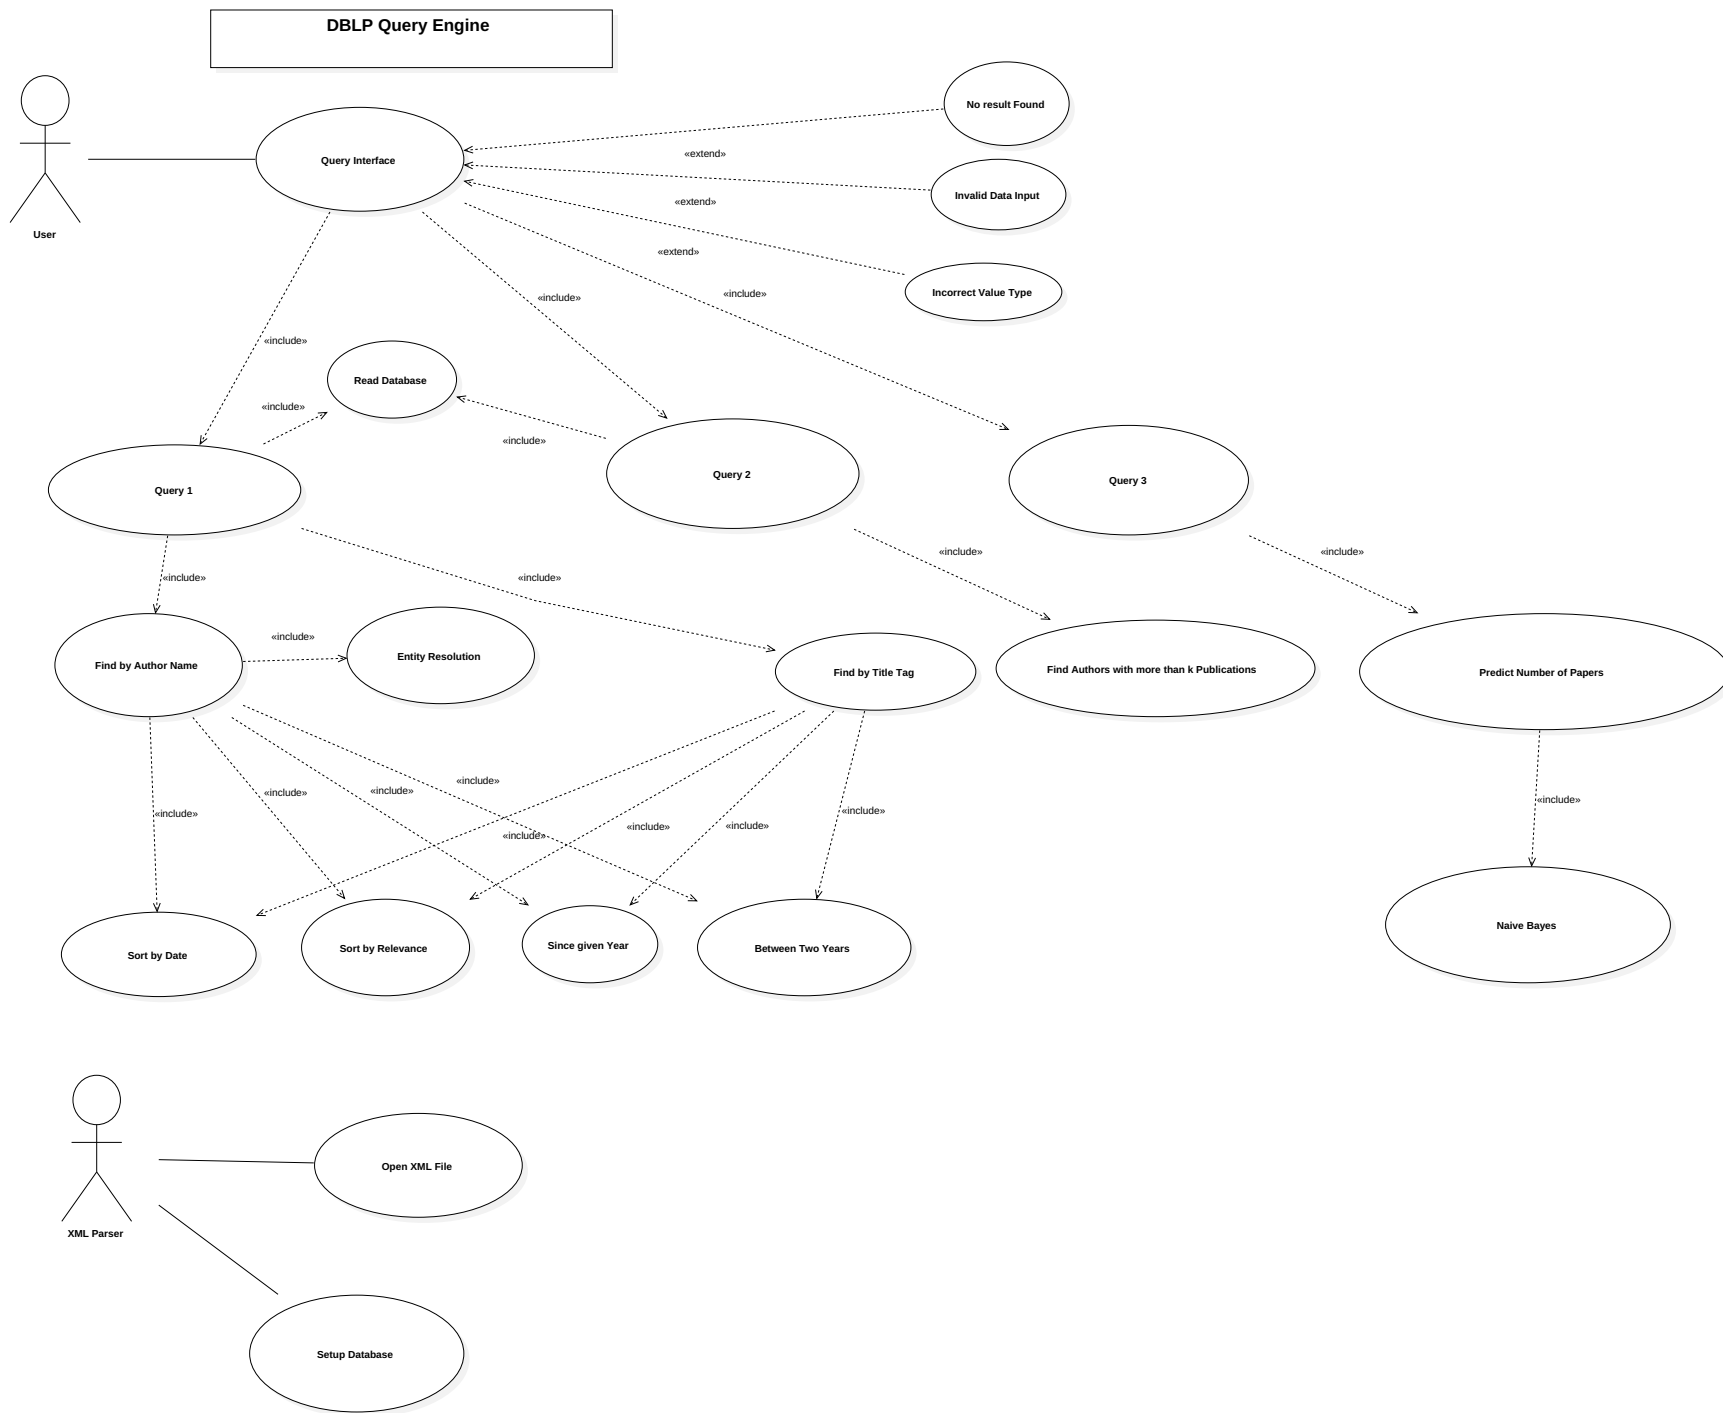 DBLP Query Engine
No result Found
Query Interface
«extend»
Invalid Data Input
«extend»
User
«extend»
Incorrect Value Type
«include»
«include»
«include»
Read Database
«include»
«include»
Query 2
Query 3
Query 1
«include»
«include»
«include»
«include»
«include»
Entity Resolution
Find by Author Name
Find by Title Tag
Find Authors with more than k Publications
Predict Number of Papers
«include»
«include»
«include»
«include»
«include»
«include»
«include»
«include»
«include»
Sort by Date
Sort by Relevance
Since given Year
Between Two Years
Naive Bayes
Open XML File
XML Parser
Setup Database